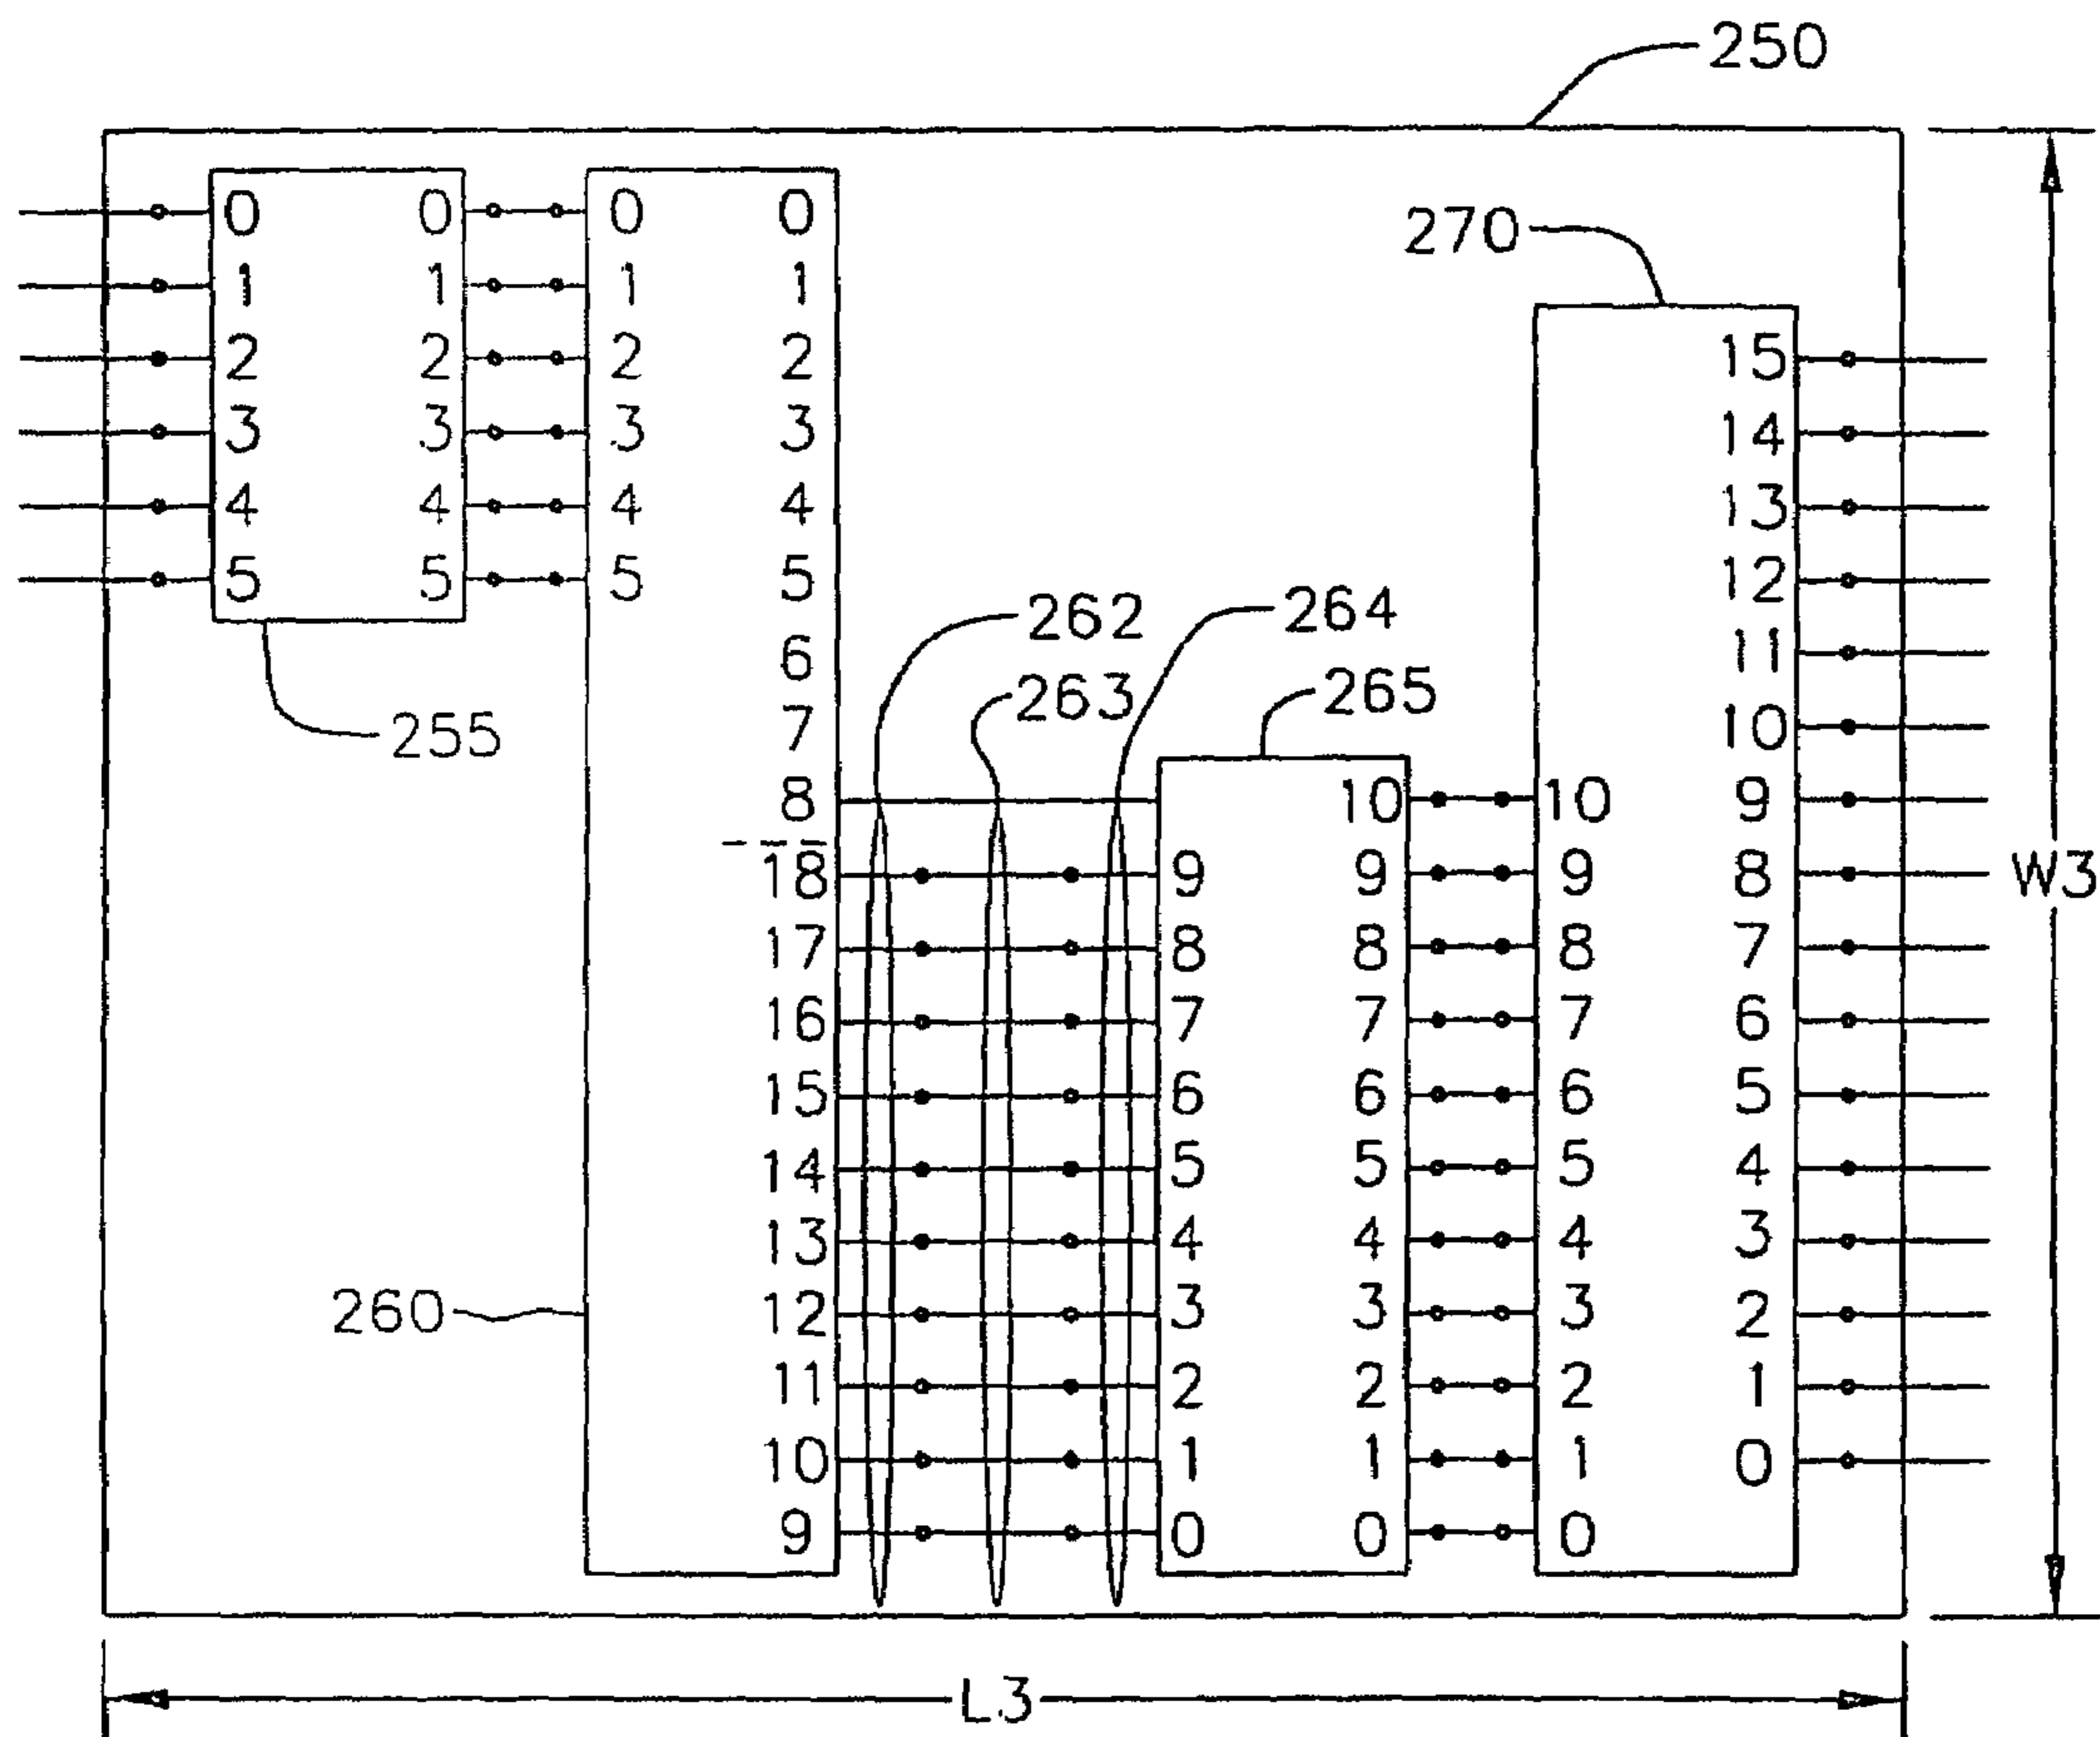 250
0 0 0 0
270
1 1 1 1
2 2 2 2 15
3 3 3 3 14
4 4 4 4 13
5 5 5 5 12
262 264
6 11
263 265
255 7 10
8 10 10 9
18 9 9 9 8 W3
17 8 8 8 7
16 7 7 7 6
15 6 6 6 5
14 5 5 5 4
13 4 4 4 3
260 12 3 3 3 2
11 2 2 2 1
10 1 1 1 0
9 0 0 0
L3